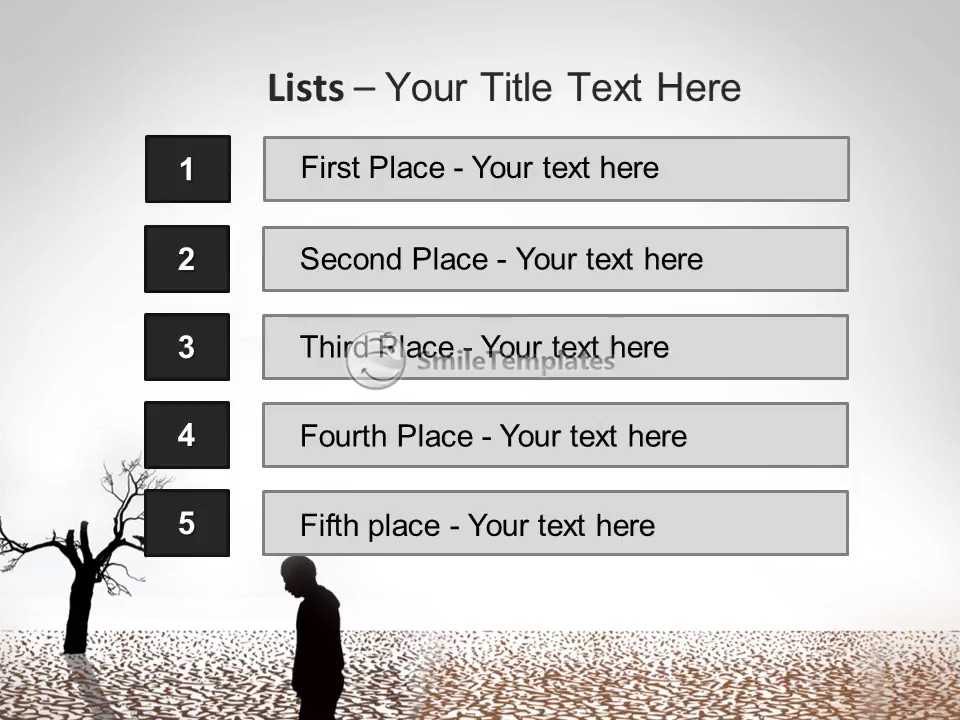 Lists – Your Title Text Here
1 First Place - Your text here
2 Second Place - Your text here
3 Third Place - Your text here
SmileTemplates
4 Fourth Place - Your text here
5 Fifth place - Your text here